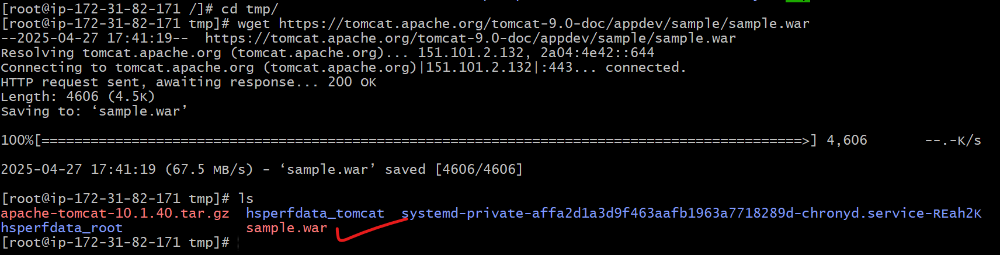 [root@ip-172-31-82-171 /]# cd tmp/
[root@ip-172-31-82-171 tmp]# wget https://tomcat.apache.org/tomcat-9.0-doc/appdev/sample/sample.war
--2025-04-27 17:41:19--  https://tomcat.apache.org/tomcat-9.0-doc/appdev/sample/sample.war
Resolving tomcat.apache.org (tomcat.apache.org)... 151.101.2.132, 2a04:4e42::644
Connecting to tomcat.apache.org (tomcat.apache.org)|151.101.2.132|:443... connected.
HTTP request sent, awaiting response... 200 OK
Length: 4606 (4.5K)
Saving to: ‘sample.war’
100%[=============================================================================================>] 4,606       --.-K/s
2025-04-27 17:41:19 (67.5 MB/s) - ‘sample.war’ saved [4606/4606]
[root@ip-172-31-82-171 tmp]# ls
apache-tomcat-10.1.40.tar.gz  hsperfdata_tomcat  systemd-private-affa2d1a3d9f463aafb1963a7718289d-chronyd.service-REah2K
hsperfdata_root               sample.war
[root@ip-172-31-82-171 tmp]#